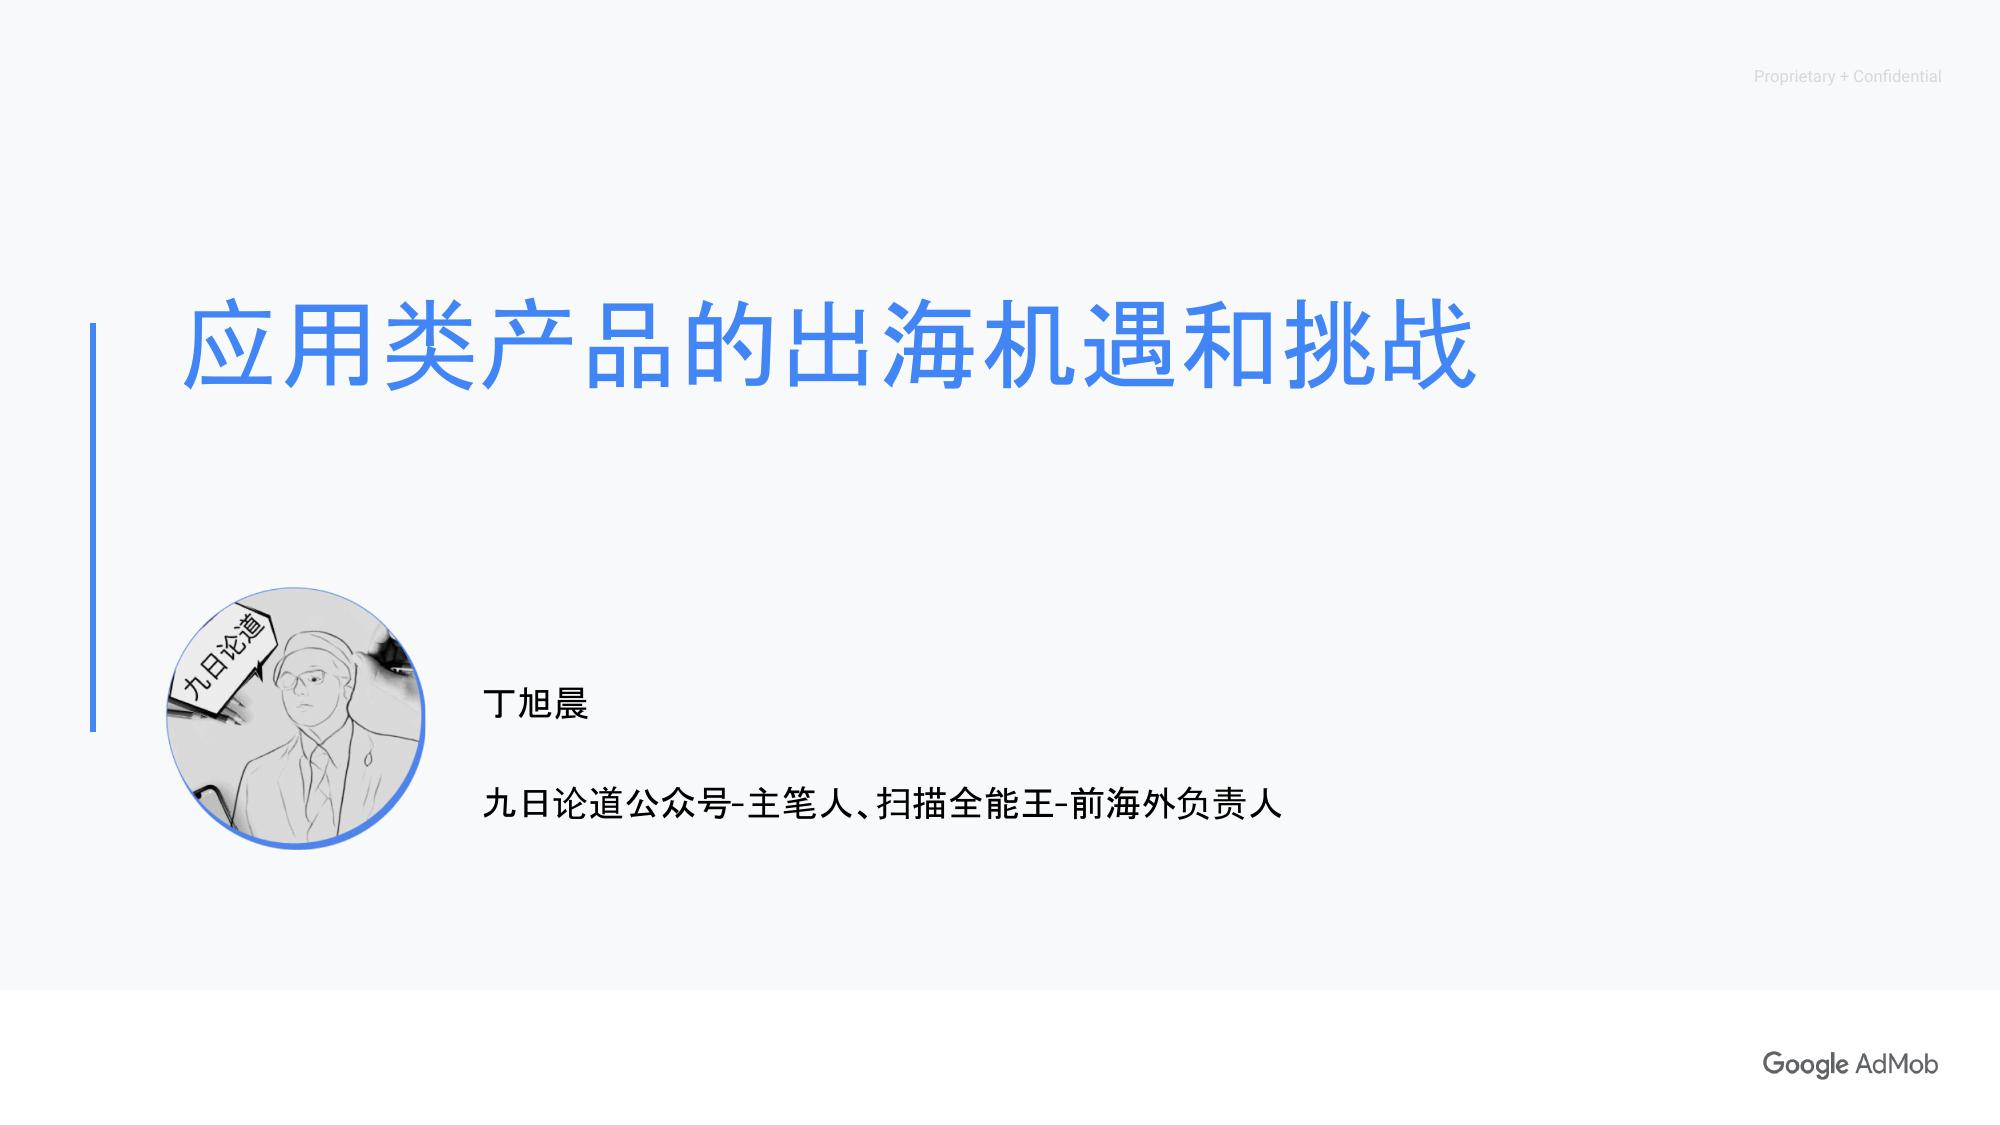 Proprietary + Confidential
应用类产品的出海机遇和挑战
九日论道
丁旭晨
九日论道公众号-主笔人、扫描全能王-前海外负责人
Google AdMob